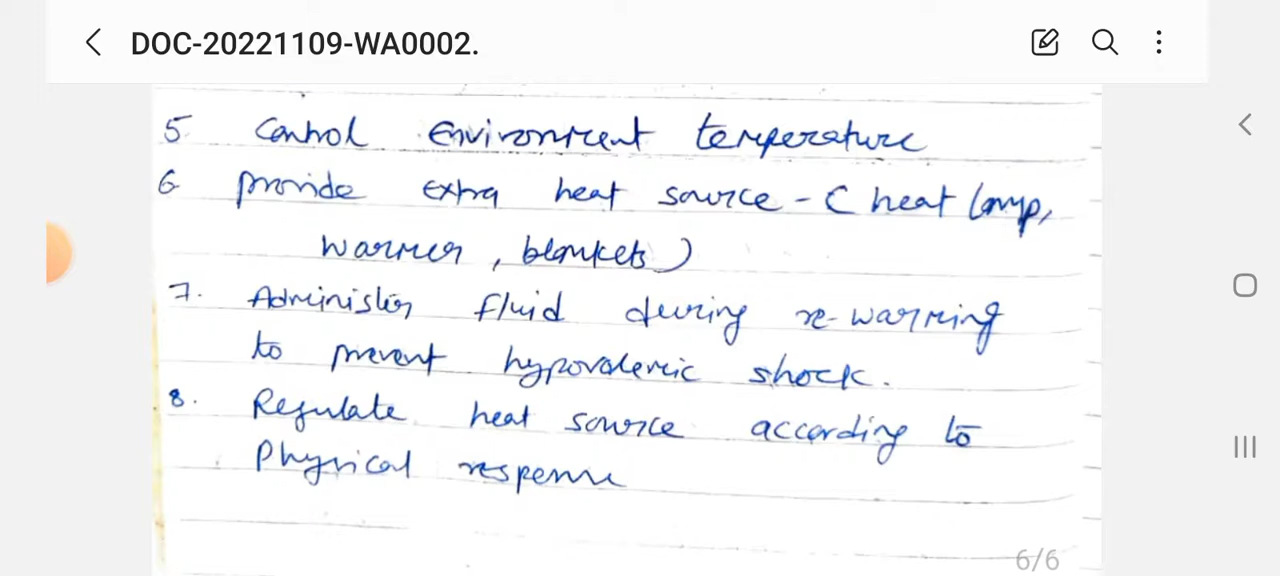 DOC-20221109-WA0002.
5 Control Environment temperature
6 provide extra heat source - ( heat lamp,
warmer, blankets)
7. Administer fluid during re-warming
to prevent hypovolemic shock.
8. Regulate heat source according to
Physical response
6/6